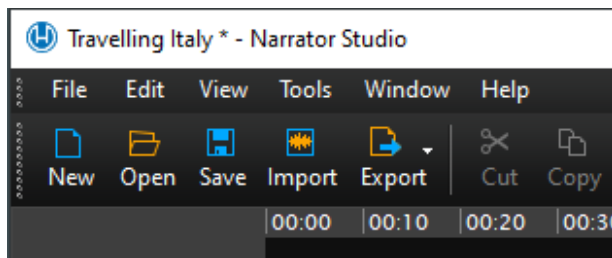 Travelling Italy * - Narrator Studio
File Edit View Tools Window Help
New Open Save Import Export Cut Copy
00:00 00:10 00:20